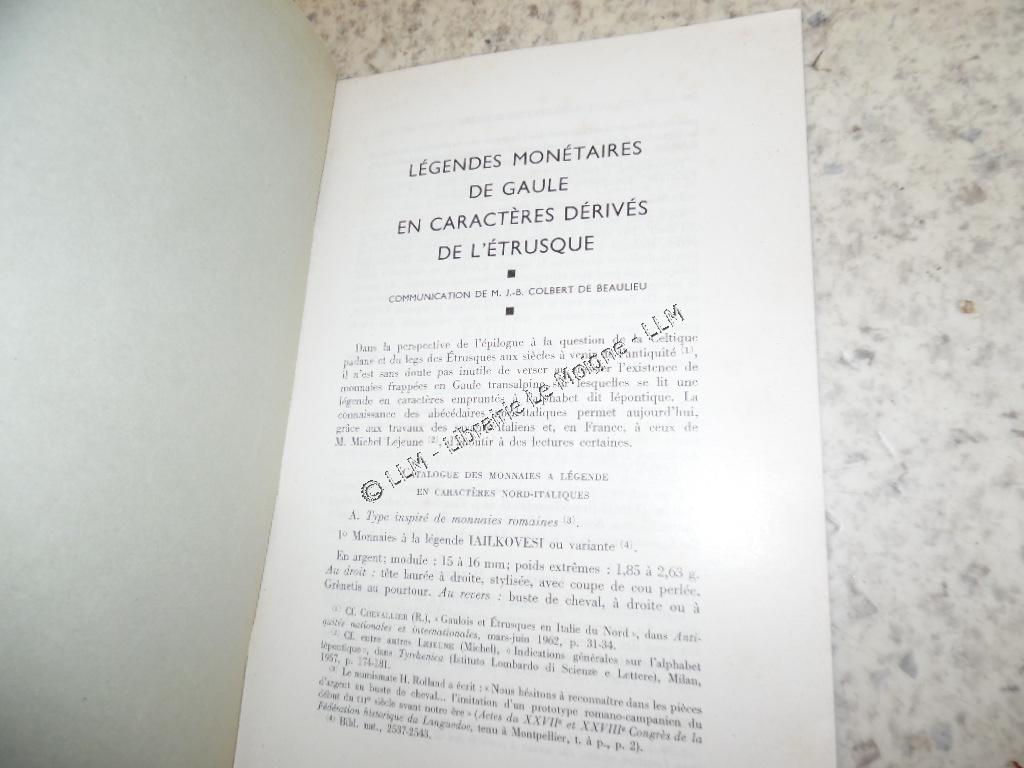 LÉGENDES MONÉTAIRES
DE GAULE
EN CARACTÈRES DÉRIVÉS
DE L'ÉTRUSQUE
COMMUNICATION DE M. J.-B. COLBERT DE BEAULIEU
Dans la perspective de l'épilogue à la question de la Celtique
padane et du legs des Étrusques aux siècles à venir de l'antiquité (1),
il n'est sans doute pas inutile de verser au dossier l'existence de
monnaies frappées en Gaule transalpine sur lesquelles se lit une
légende en caractères empruntés à l'alphabet dit lépontique. La
connaissance des abécédaires italiques permet aujourd'hui,
grâce aux travaux des italiens et, en France, à ceux de
M. Michel Lejeune (2), d'aboutir à des lectures certaines.
© LLM - Librairie Le Moigne - LLM
CATALOGUE DES MONNAIES A LÉGENDE
EN CARACTÈRES NORD-ITALIQUES
A. Type inspiré de monnaies romaines (3).
1o Monnaies à la légende IAILKOVESI ou variante (4).
En argent; module : 15 à 16 mm; poids extrêmes : 1,85 à 2,63 g.
Au droit : tête laurée à droite, stylisée, avec coupe de cou perlée.
Grènetis au pourtour. Au revers : buste de cheval, à droite ou à
(1) Cf. CHEVALLIER (R.), « Gaulois et Étrusques en Italie du Nord », dans Anti-
quités nationales et internationales, mars-juin 1962, p. 31-34.
(2) Cf. entre autres LEJEUNE (Michel), « Indications générales sur l'alphabet
lépontique », dans Tyrrhenica (Istituto Lombardo di Scienze e Lettere), Milan,
1957, p. 174-181.
(3) Le numismate H. Rolland a écrit : « Nous hésitons à reconnaître dans les pièces
d'argent au buste de cheval... l'imitation d'un prototype romano-campanien du
début du IIIe siècle avant notre ère » (Actes du XXVIIe et XXVIIIe Congrès de la
Fédération historique du Languedoc, tenu à Montpellier, t. à p., p. 2).
(4) Bibl. nat., 2537-2543.